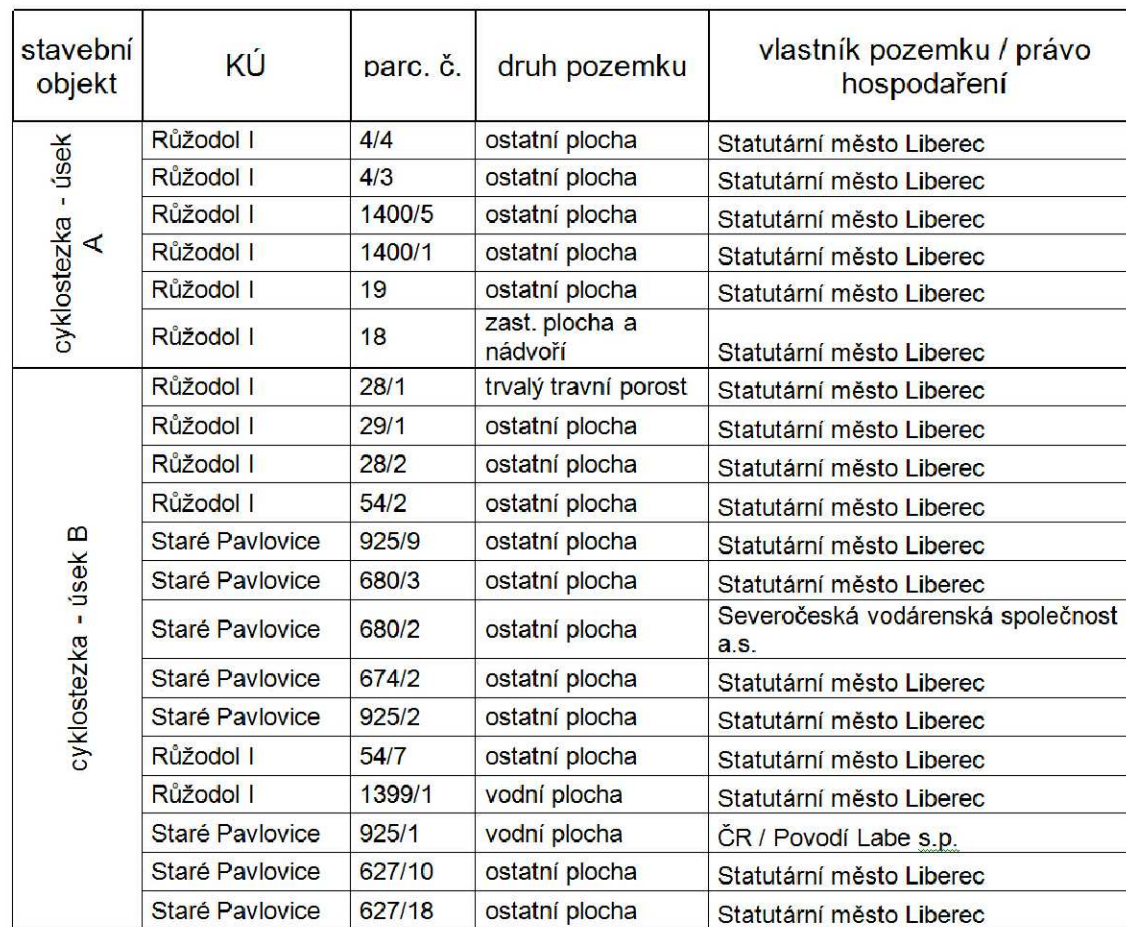 stavební objekt KÚ parc. č. druh pozemku vlastník pozemku / právo hospodaření
cyklostezka - úsek A
Růžodol I 4/4 ostatní plocha Statutární město Liberec
Růžodol I 4/3 ostatní plocha Statutární město Liberec
Růžodol I 1400/5 ostatní plocha Statutární město Liberec
Růžodol I 1400/1 ostatní plocha Statutární město Liberec
Růžodol I 19 ostatní plocha Statutární město Liberec
Růžodol I 18 zast. plocha a nádvoří Statutární město Liberec
cyklostezka - úsek B
Růžodol I 28/1 trvalý travní porost Statutární město Liberec
Růžodol I 29/1 ostatní plocha Statutární město Liberec
Růžodol I 28/2 ostatní plocha Statutární město Liberec
Růžodol I 54/2 ostatní plocha Statutární město Liberec
Staré Pavlovice 925/9 ostatní plocha Statutární město Liberec
Staré Pavlovice 680/3 ostatní plocha Statutární město Liberec
Staré Pavlovice 680/2 ostatní plocha Severočeská vodárenská společnost a.s.
Staré Pavlovice 674/2 ostatní plocha Statutární město Liberec
Staré Pavlovice 925/2 ostatní plocha Statutární město Liberec
Růžodol I 54/7 ostatní plocha Statutární město Liberec
Růžodol I 1399/1 vodní plocha Statutární město Liberec
Staré Pavlovice 925/1 vodní plocha ČR / Povodí Labe s.p.
Staré Pavlovice 627/10 ostatní plocha Statutární město Liberec
Staré Pavlovice 627/18 ostatní plocha Statutární město Liberec